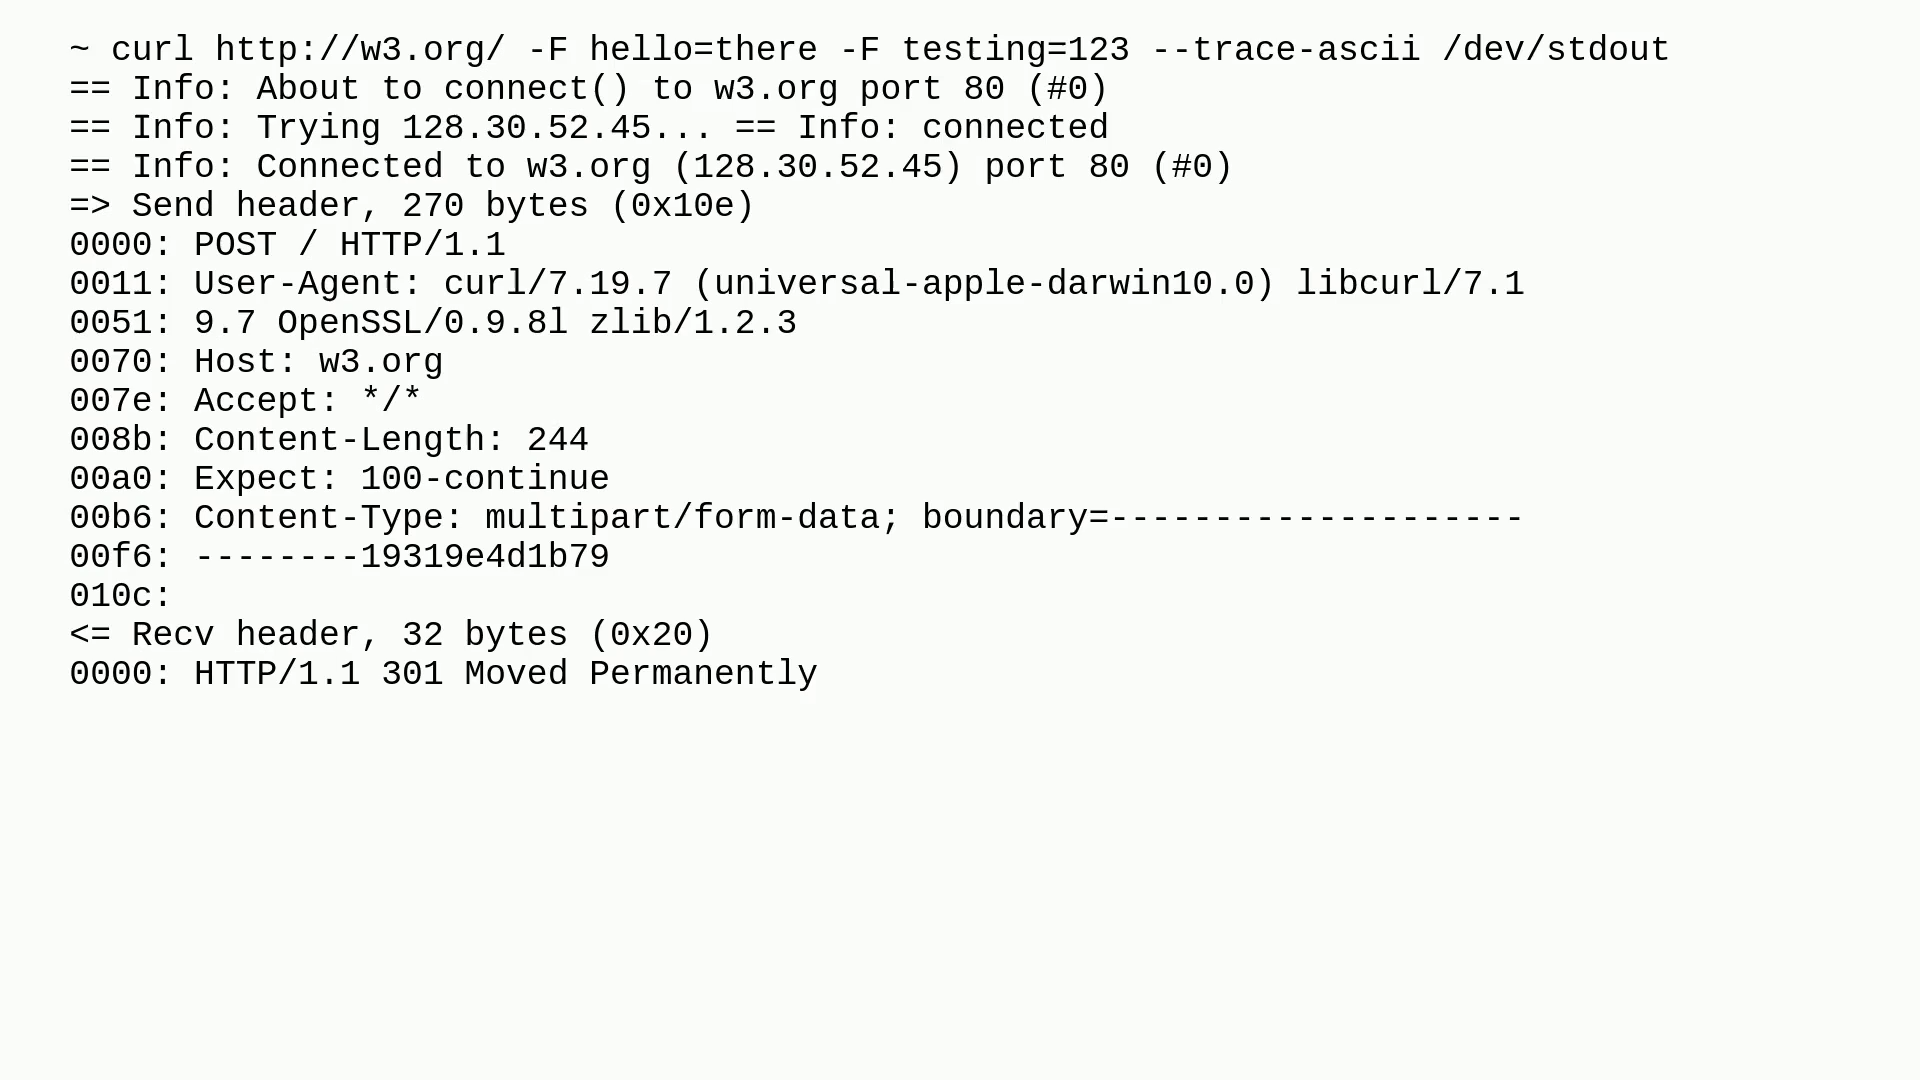 ~ curl http://w3.org/ -F hello=there -F testing=123 --trace-ascii /dev/stdout
== Info: About to connect() to w3.org port 80 (#0)
== Info: Trying 128.30.52.45... == Info: connected
== Info: Connected to w3.org (128.30.52.45) port 80 (#0)
=> Send header, 270 bytes (0x10e)
0000: POST / HTTP/1.1
0011: User-Agent: curl/7.19.7 (universal-apple-darwin10.0) libcurl/7.1
0051: 9.7 OpenSSL/0.9.8l zlib/1.2.3
0070: Host: w3.org
007e: Accept: */*
008b: Content-Length: 244
00a0: Expect: 100-continue
00b6: Content-Type: multipart/form-data; boundary=--------------------
00f6: --------19319e4d1b79
010c:
<= Recv header, 32 bytes (0x20)
0000: HTTP/1.1 301 Moved Permanently